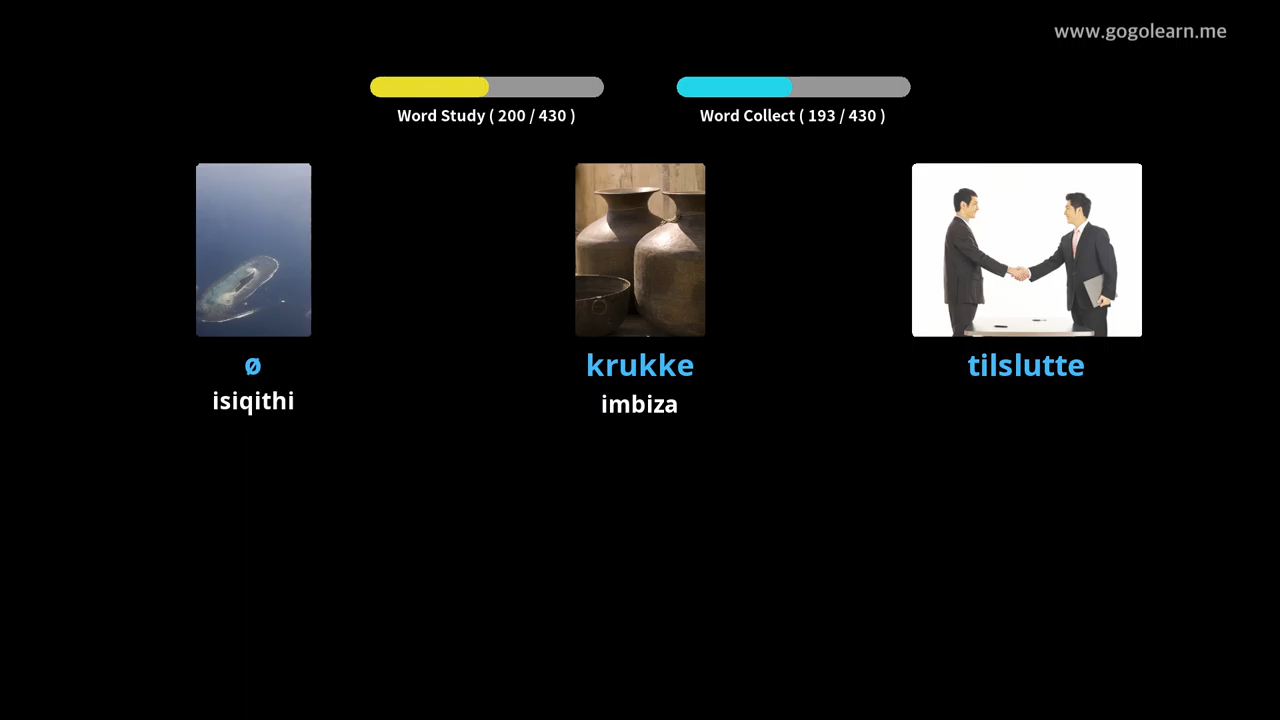 www.gogolearn.me
Word Study ( 200 / 430 )
Word Collect ( 193 / 430 )
ø
isiqithi
krukke
imbiza
tilslutte